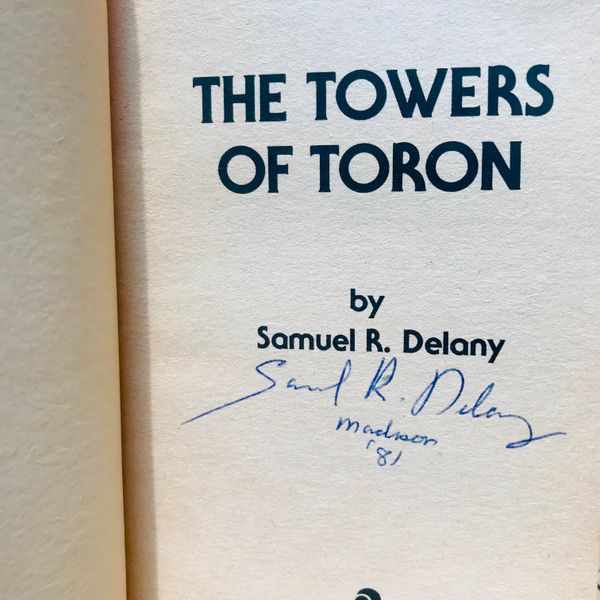 THE TOWERS
OF TORON
by
Samuel R. Delany
Samuel R. Delany
Madison
'81